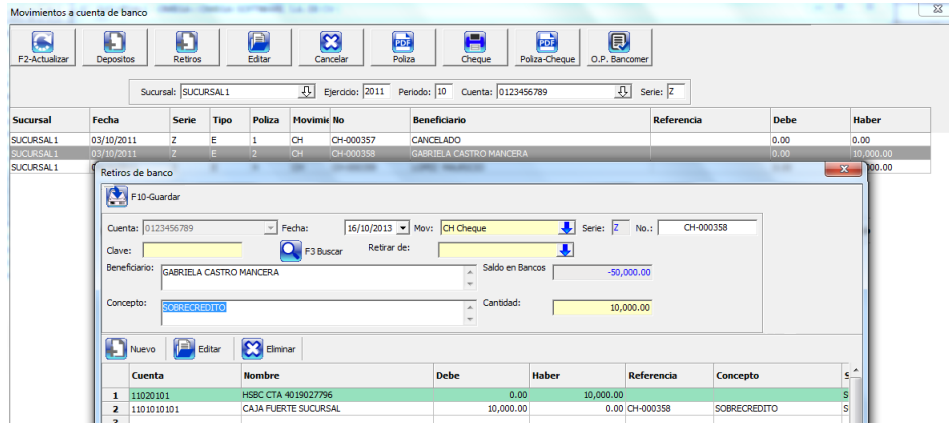 Movimientos a cuenta de banco
F2-Actualizar Depositos Retiros Editar Cancelar Poliza Cheque Poliza-Cheque O.P. Bancomer
Sucursal: SUCURSAL1 Ejercicio: 2011 Periodo: 10 Cuenta: 0123456789 Serie: Z
Sucursal Fecha Serie Tipo Poliza Movimie No Beneficiario Referencia Debe Haber
SUCURSAL1 03/10/2011 Z E 1 CH CH-000357 CANCELADO 0.00 0.00
SUCURSAL1 03/10/2011 Z E 2 CH CH-000358 GABRIELA CASTRO MANCERA 0.00 10,000.00
SUCURSAL1
Retiros de banco
F10-Guardar
Cuenta: 0123456789 Fecha: 16/10/2013 Mov: CH Cheque Serie: Z No.: CH-000358
Clave: F3 Buscar Retirar de:
Beneficiario: GABRIELA CASTRO MANCERA Saldo en Bancos -50,000.00
Concepto: SOBRECREDITO Cantidad: 10,000.00
Nuevo Editar Eliminar
Cuenta Nombre Debe Haber Referencia Concepto
1 11020101 HSBC CTA 4019027796 0.00 10,000.00
2 1101010101 CAJA FUERTE SUCURSAL 10,000.00 0.00 CH-000358 SOBRECREDITO
3